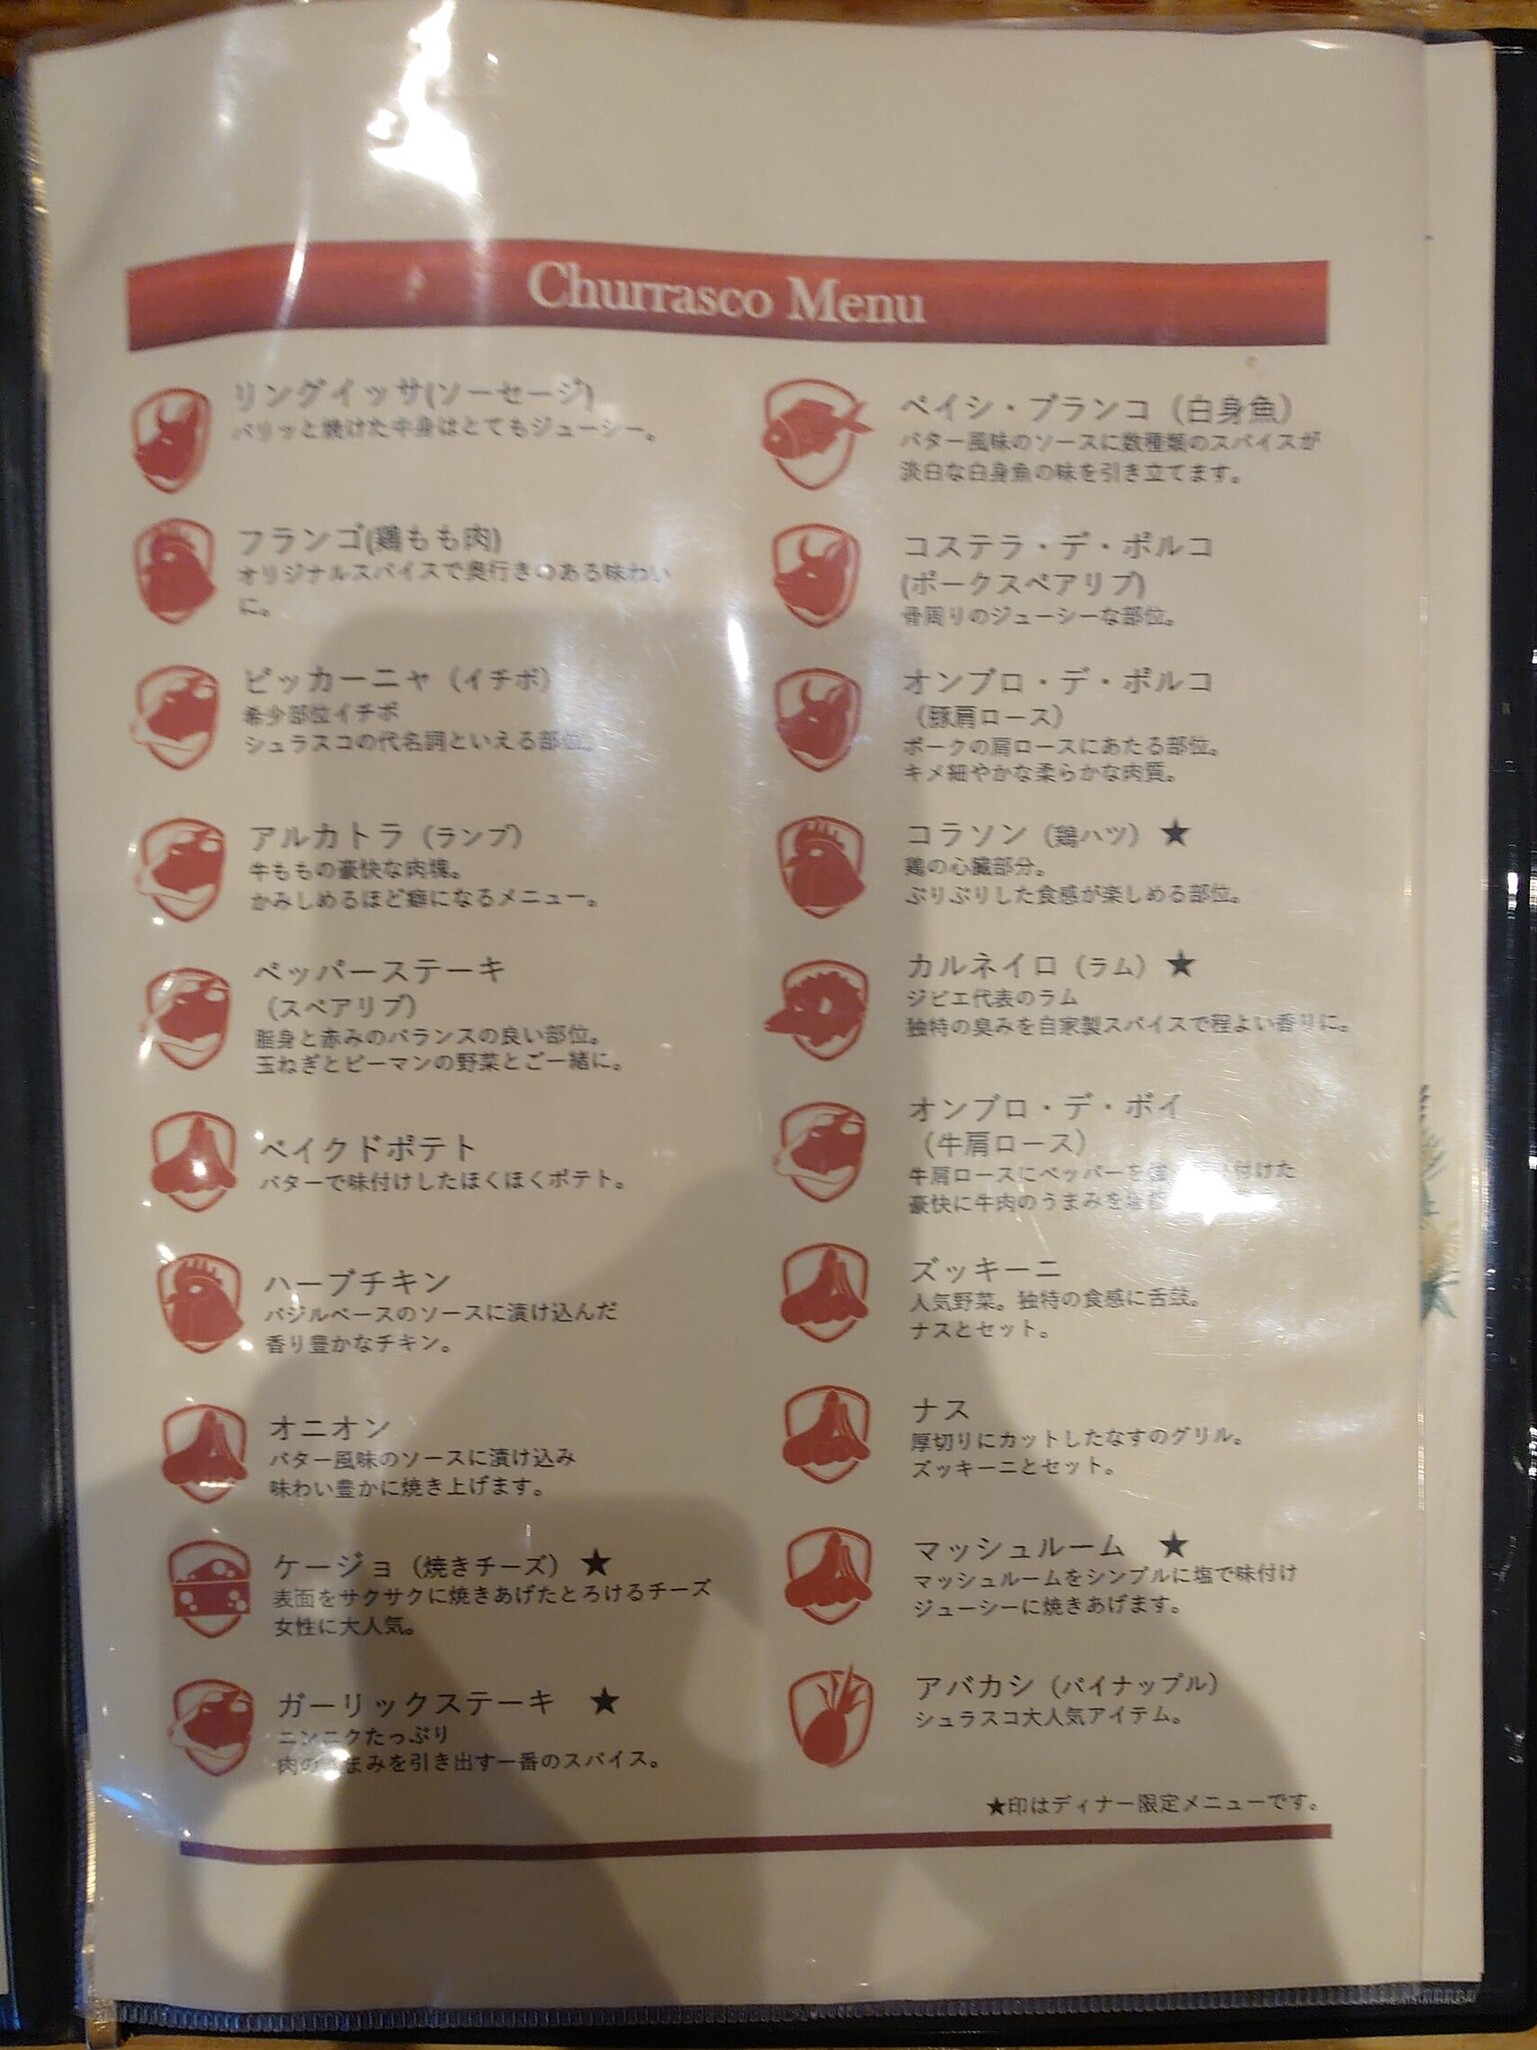 Churrasco Menu
リングイッサ(ソーセージ)
パリッと焼けた中身はとてもジューシー。
フランゴ(鶏もも肉)
オリジナルスパイスで奥行きのある味わい
に。
ピッカーニャ（イチボ）
希少部位イチボ
シュラスコの代名詞といえる部位。
アルカトラ（ランプ）
牛ももの豪快な肉塊。
かみしめるほど癖になるメニュー。
ペッパーステーキ
（スペアリブ）
脂身と赤みのバランスの良い部位。
玉ねぎとピーマンの野菜とご一緒に。
ベイクドポテト
バターで味付けしたほくほくポテト。
ハーブチキン
バジルベースのソースに漬け込んだ
香り豊かなチキン。
オニオン
バター風味のソースに漬け込み
味わい豊かに焼き上げます。
ケージョ（焼きチーズ）★
表面をサクサクに焼きあげたとろけるチーズ
女性に大人気。
ガーリックステーキ ★
ニンニクたっぷり
肉のうまみを引き出す一番のスパイス。
ペイシ・ブランコ（白身魚）
バター風味のソースに数種類のスパイスが
淡白な白身魚の味を引き立てます。
コステラ・デ・ポルコ
(ポークスペアリブ)
骨周りのジューシーな部位。
オンブロ・デ・ポルコ
（豚肩ロース）
ポークの肩ロースにあたる部位。
キメ細やかな柔らかな肉質。
コラソン（鶏ハツ）★
鶏の心臓部分。
ぷりぷりした食感が楽しめる部位。
カルネイロ（ラム）★
ジビエ代表のラム
独特の臭みを自家製スパイスで程よい香りに。
オンブロ・デ・ボイ
（牛肩ロース）
牛肩ロースにペッパーを 付けた
豪快に牛肉のうまみを
ズッキーニ
人気野菜。独特の食感に舌鼓。
ナスとセット。
ナス
厚切りにカットしたなすのグリル。
ズッキーニとセット。
マッシュルーム ★
マッシュルームをシンプルに塩で味付け
ジューシーに焼きあげます。
アバカシ（パイナップル）
シュラスコ大人気アイテム。
★印はディナー限定メニューです。